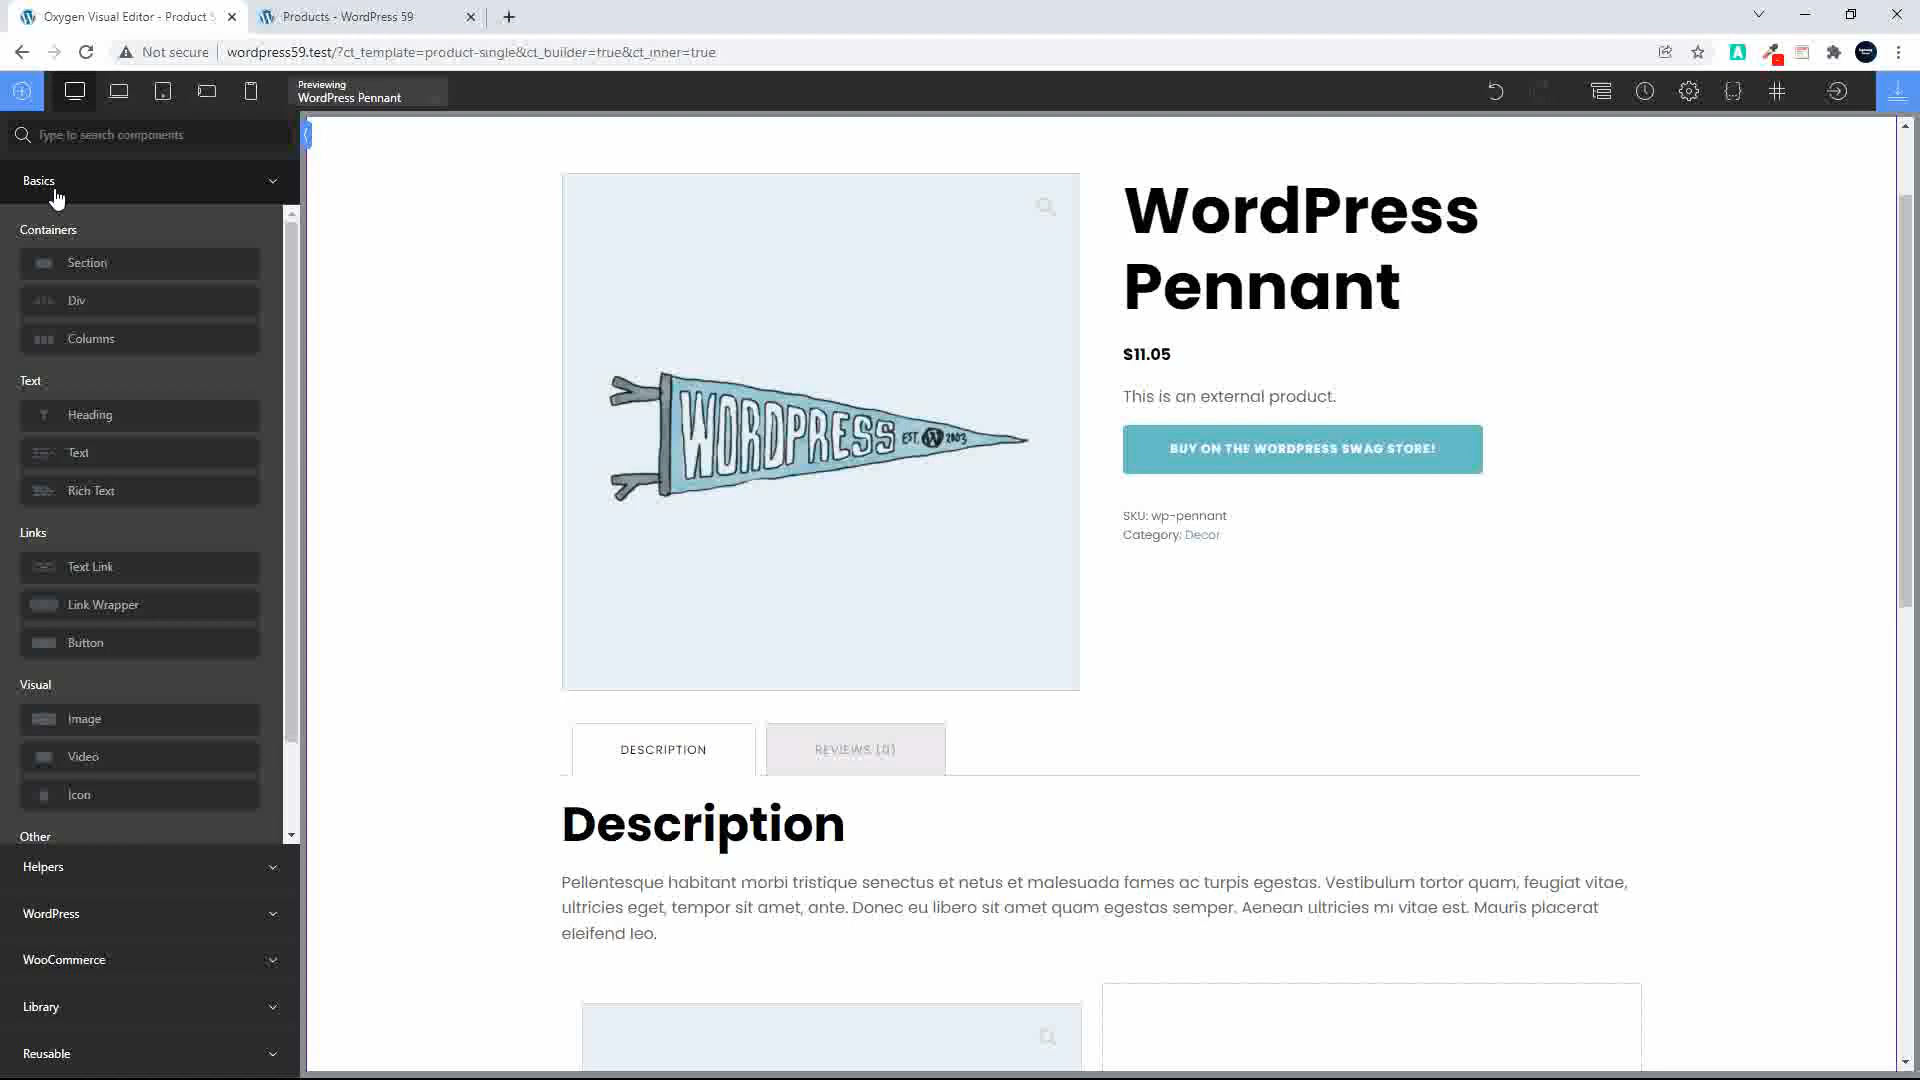 Oxygen Visual Editor - Product S
Products - WordPress 59
Not secure
wordpress59.test/?ct_template=product-single&ct_builder=true&ct_inner=true
Previewing
WordPress Pennant
Type to search components
Basics
Containers
Section
Div
Columns
Text
Heading
Text
Rich Text
Links
Text Link
Link Wrapper
Button
Visual
Image
Video
Icon
Other
Helpers
WordPress
WooCommerce
Library
Reusable
WORDPRESS EST. W 2003
WordPress
Pennant
$11.05
This is an external product.
BUY ON THE WORDPRESS SWAG STORE!
SKU: wp-pennant
Category: Decor
DESCRIPTION
REVIEWS (0)
Description
Pellentesque habitant morbi tristique senectus et netus et malesuada fames ac turpis egestas. Vestibulum tortor quam, feugiat vitae,
ultricies eget, tempor sit amet, ante. Donec eu libero sit amet quam egestas semper. Aenean ultricies mi vitae est. Mauris placerat
eleifend leo.